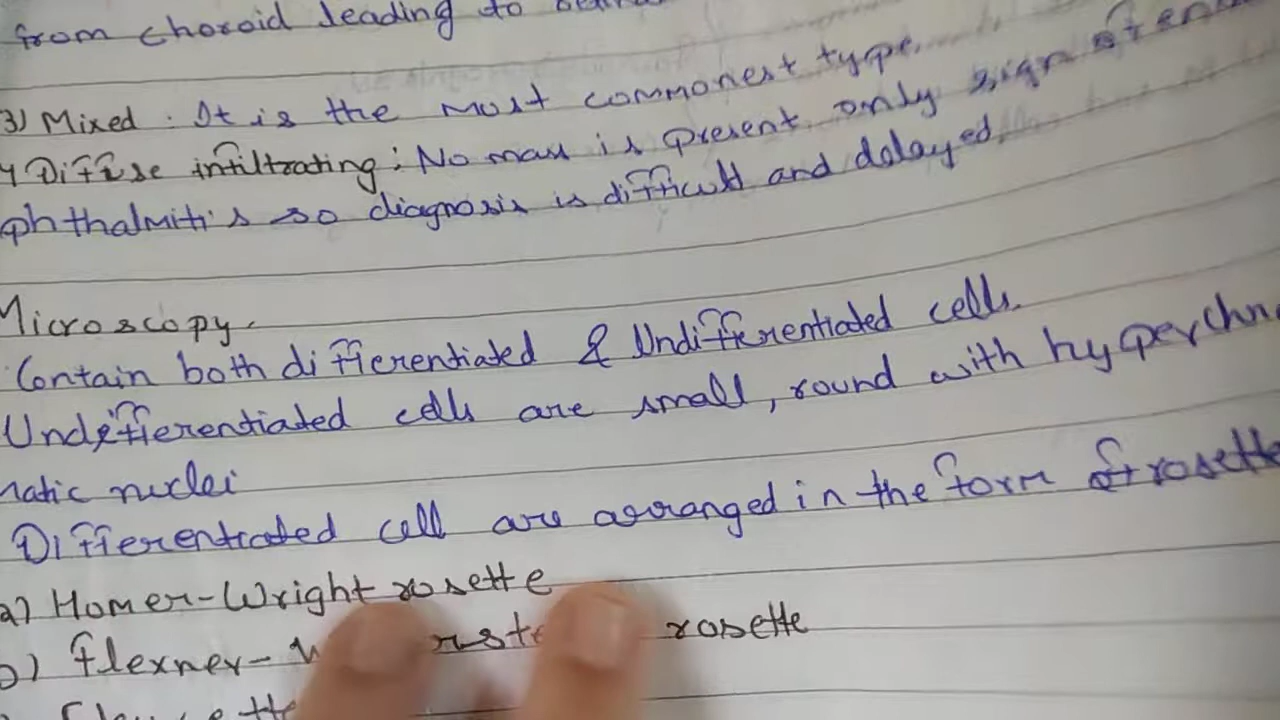 from choroid leading to
3) Mixed : It is the most commonest type.
4) Diffuse infiltrating : No mass is present only sign of en
phthalmitis so diagnosis is difficult and delayed.
Microscopy.
Contain both differentiated & Undifferentiated cells.
Undifferentiated cells are small, round with hyperchro
matic nuclei
Differentiated cell are arranged in the form of rosette
a) Homer-Wright rosette
b) Flexner- rosette